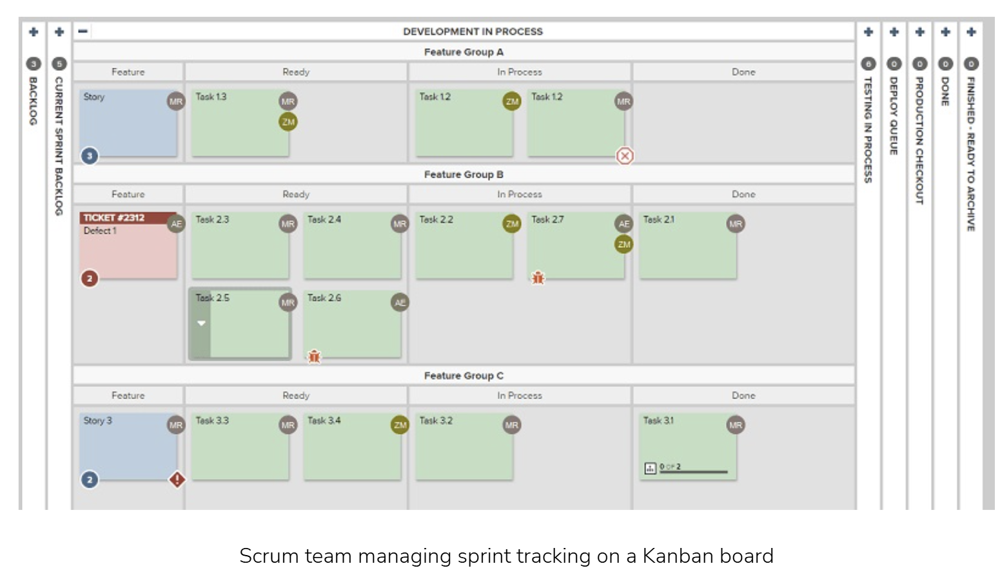 DEVELOPMENT IN PROCESS
3 BACKLOG
5 CURRENT SPRINT BACKLOG
Feature Group A
Feature Ready In Process Done
Story MR 3
Task 1.3 MR ZM
Task 1.2 ZM
Task 1.2 MR
Feature Group B
Feature Ready In Process Done
TICKET #2312 AE
Defect 1
2
Task 2.3 MR
Task 2.4 MR
Task 2.2 ZM
Task 2.7 AE ZM
Task 2.1 MR
Task 2.5 MR
Task 2.6 AE
Feature Group C
Feature Ready In Process Done
Story 3 MR 2
Task 3.3 MR
Task 3.4 ZM
Task 3.2 MR
Task 3.1 MR
0 OF 2
6 TESTING IN PROCESS
0 DEPLOY QUEUE
0 PRODUCTION CHECKOUT
0 DONE
0 FINISHED - READY TO ARCHIVE
Scrum team managing sprint tracking on a Kanban board